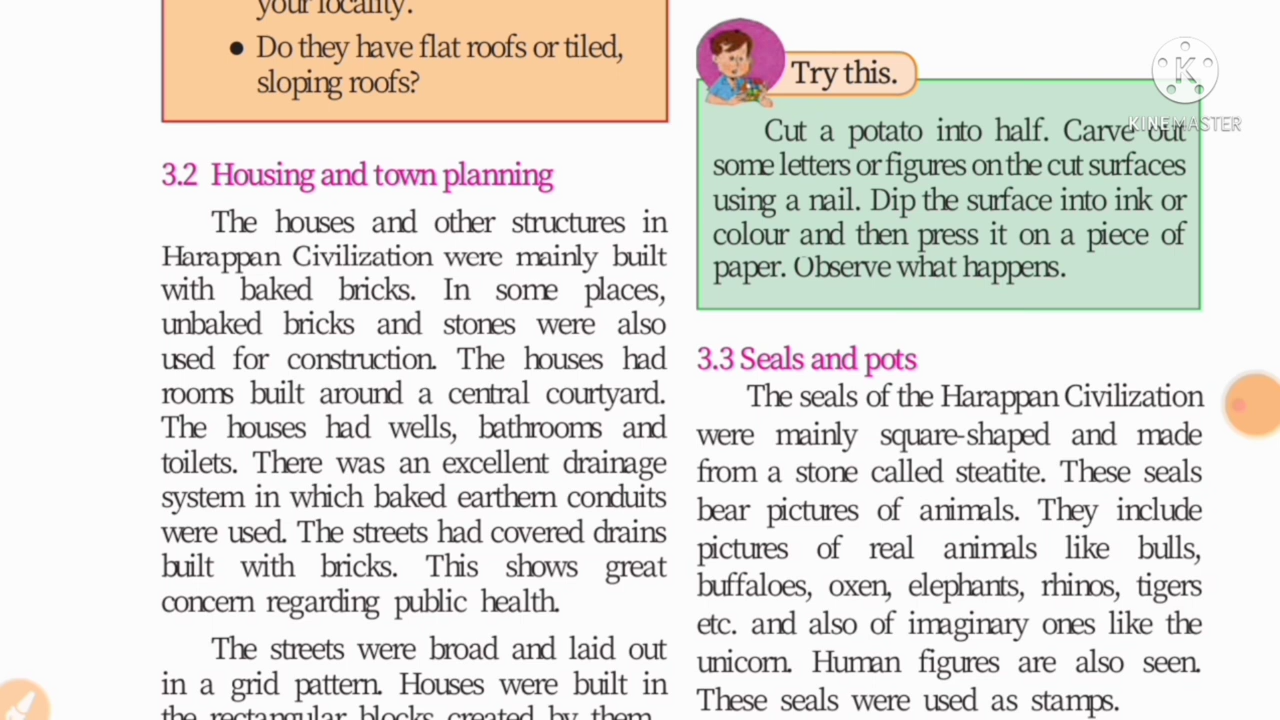 your locality.
● Do they have flat roofs or tiled,
sloping roofs?
3.2 Housing and town planning
The houses and other structures in
Harappan Civilization were mainly built
with baked bricks. In some places,
unbaked bricks and stones were also
used for construction. The houses had
rooms built around a central courtyard.
The houses had wells, bathrooms and
toilets. There was an excellent drainage
system in which baked earthern conduits
were used. The streets had covered drains
built with bricks. This shows great
concern regarding public health.
The streets were broad and laid out
in a grid pattern. Houses were built in
the rectangular blocks created by them.
Try this.
Cut a potato into half. Carve out
some letters or figures on the cut surfaces
using a nail. Dip the surface into ink or
colour and then press it on a piece of
paper. Observe what happens.
3.3 Seals and pots
The seals of the Harappan Civilization
were mainly square-shaped and made
from a stone called steatite. These seals
bear pictures of animals. They include
pictures of real animals like bulls,
buffaloes, oxen, elephants, rhinos, tigers
etc. and also of imaginary ones like the
unicorn. Human figures are also seen.
These seals were used as stamps.
K
KINEMASTER